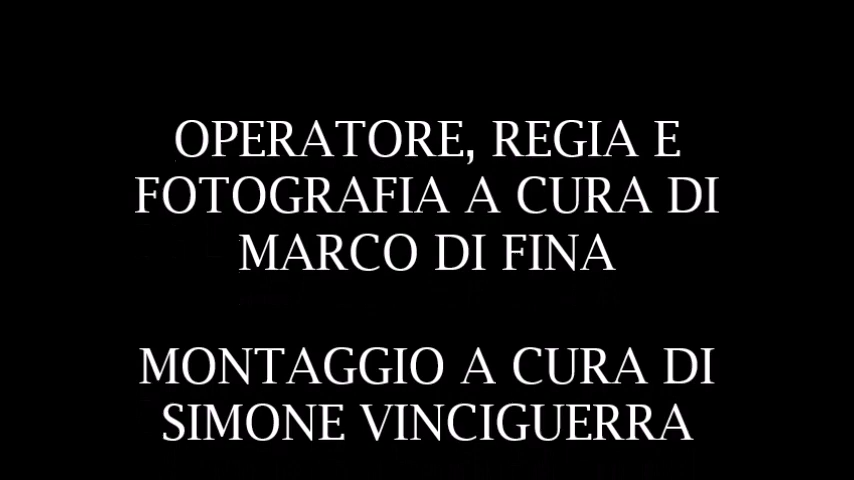 OPERATORE, REGIA E
FOTOGRAFIA A CURA DI
MARCO DI FINA
MONTAGGIO A CURA DI
SIMONE VINCIGUERRA